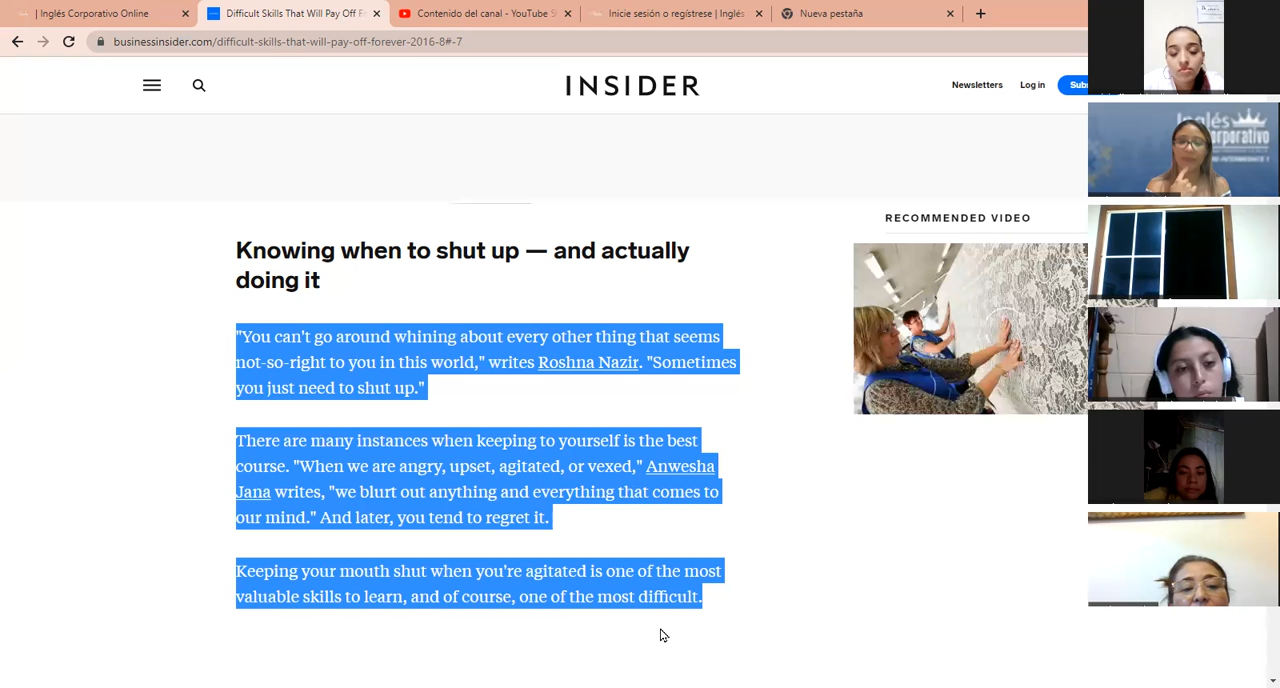 | Inglés Corporativo Online
Difficult Skills That Will Pay Off F
Contenido del canal - YouTube S
Inicie sesión o regístrese | Inglés
Nueva pestaña
businessinsider.com/difficult-skills-that-will-pay-off-forever-2016-8#-7
INSIDER
Newsletters
Log in
Subs
Inglés
orporativo
RECOMMENDED VIDEO
Knowing when to shut up — and actually
doing it
"You can't go around whining about every other thing that seems
not-so-right to you in this world," writes Roshna Nazir. "Sometimes
you just need to shut up."
There are many instances when keeping to yourself is the best
course. "When we are angry, upset, agitated, or vexed," Anwesha
Jana writes, "we blurt out anything and everything that comes to
our mind." And later, you tend to regret it.
Keeping your mouth shut when you're agitated is one of the most
valuable skills to learn, and of course, one of the most difficult.